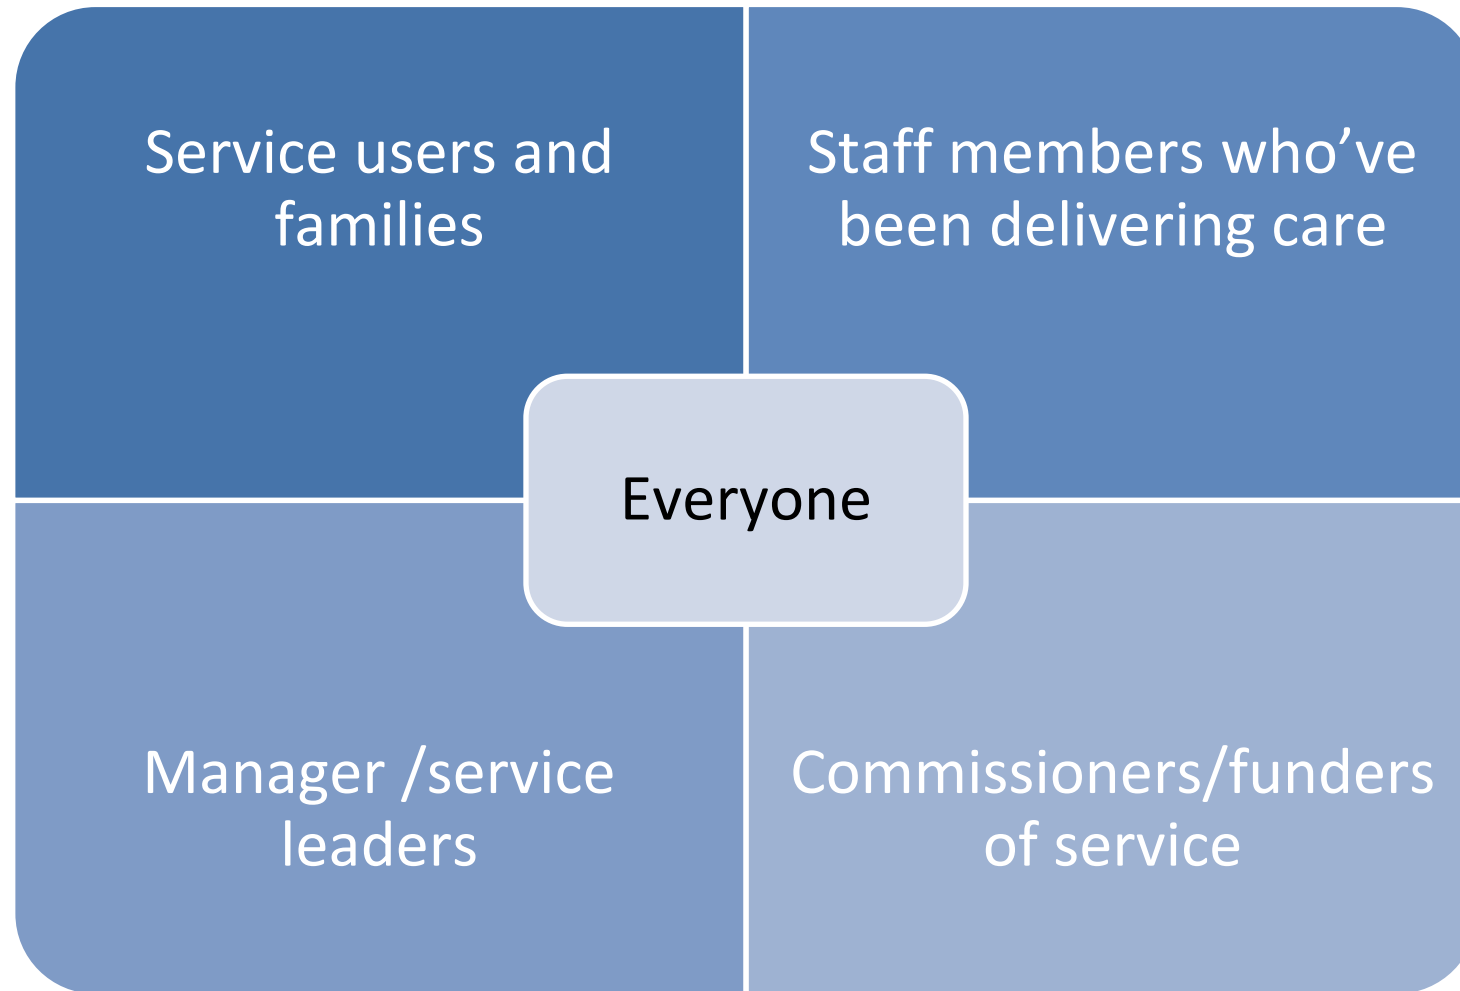 Service users and
families
Staff members who’ve
been delivering care
Everyone
Manager /service
leaders
Commissioners/funders
of service